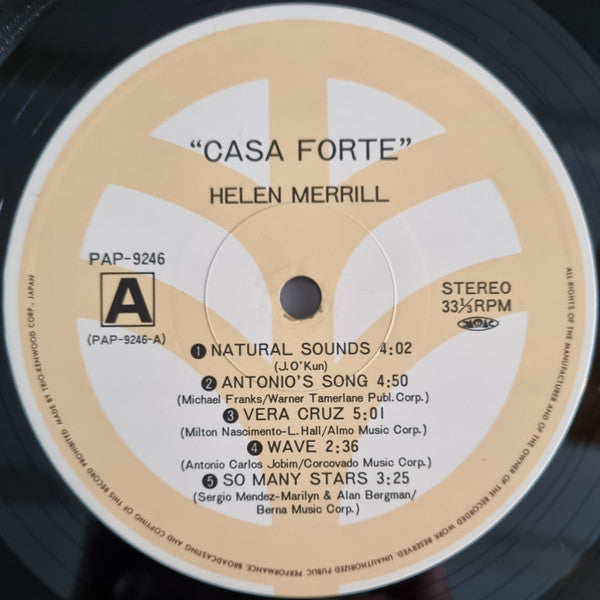 “CASA FORTE”
HELEN MERRILL
PAP-9246
A
(PAP-9246-A)
STEREO
33⅓RPM
❶ NATURAL SOUNDS 4:02
(J.O'Kun)
❷ ANTONIO'S SONG 4:50
(Michael Franks/Warner Tamerlane Publ.Corp.)
❸ VERA CRUZ 5:01
(Milton Nascimento-L.Hall/Almo Music Corp.)
❹ WAVE 2:36
(Antonio Carlos Jobim/Corcovado Music Corp.)
❺ SO MANY STARS 3:25
(Sergio Mendez-Marilyn & Alan Bergman/
Berna Music Corp.)
ALL RIGHTS OF THE MANUFACTURER AND OF THE OWNER OF THE RECORDED WORK RESERVED. UNAUTHORIZED PUBLIC PERFORMANCE BROADCASTING AND COPYING OF THIS RECORD PROHIBITED. MADE BY TRIO-KENWOOD CORP., JAPAN